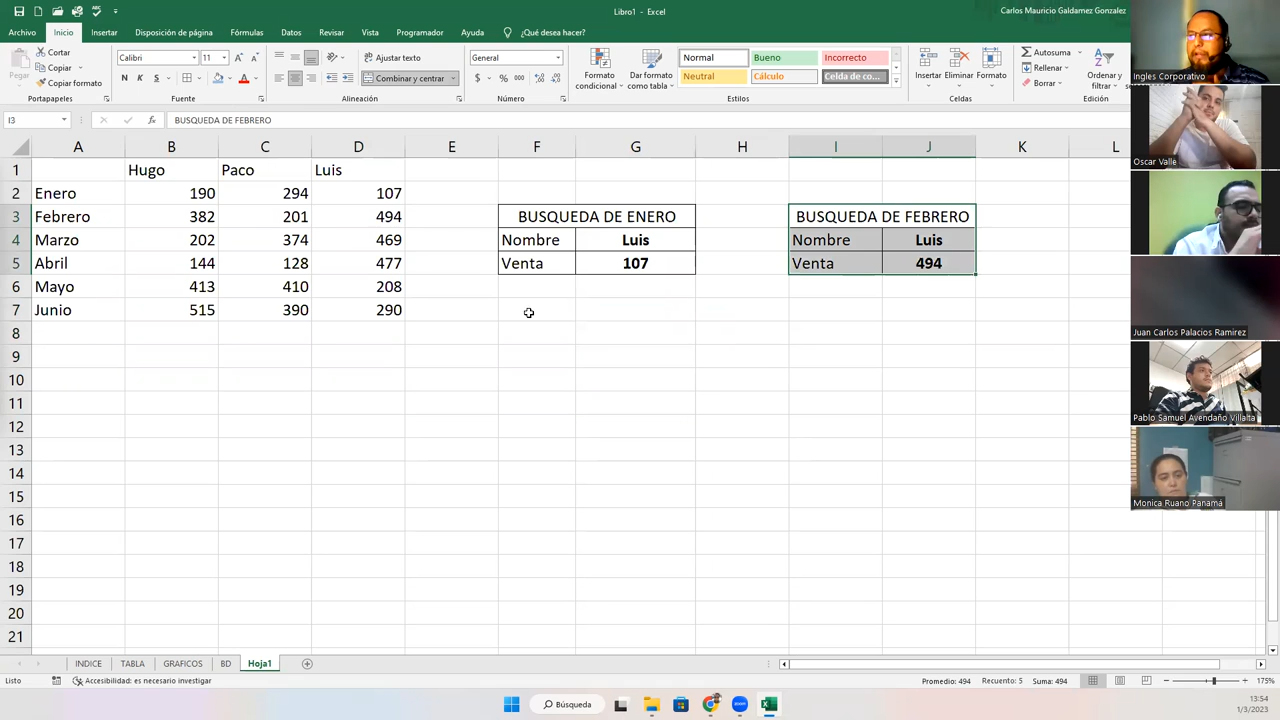 Libro1 - Excel
Carlos Mauricio Galdamez Gonzalez
Archivo Inicio Insertar Disposición de página Fórmulas Datos Revisar Vista Programador Ayuda ¿Qué desea hacer?
Pegar
Cortar
Copiar
Copiar formato
Portapapeles
Calibri 11
N K S
Fuente
Ajustar texto
Combinar y centrar
Alineación
General
Número
Formato condicional
Dar formato como tabla
Normal Bueno Incorrecto
Neutral Cálculo Celda de co...
Estilos
Insertar Eliminar Formato
Celdas
Autosuma
Rellenar
Borrar
Ordenar y filtrar
Edición
I3 fx BUSQUEDA DE FEBRERO
A B C D E F G H I J K L
1 Hugo Paco Luis
2 Enero 190 294 107
3 Febrero 382 201 494 BUSQUEDA DE ENERO BUSQUEDA DE FEBRERO
4 Marzo 202 374 469 Nombre Luis Nombre Luis
5 Abril 144 128 477 Venta 107 Venta 494
6 Mayo 413 410 208
7 Junio 515 390 290
8
9
10
11
12
13
14
15
16
17
18
19
20
21
INDICE TABLA GRAFICOS BD Hoja1
Listo Accesibilidad: es necesario investigar Promedio: 494 Recuento: 5 Suma: 494 175%
Búsqueda
13:54
1/3/2023
Ingles Corporativo
Oscar Valle
Juan Carlos Palacios Ramirez
Pablo Samuel Avendaño Villalta
Monica Ruano Panamá